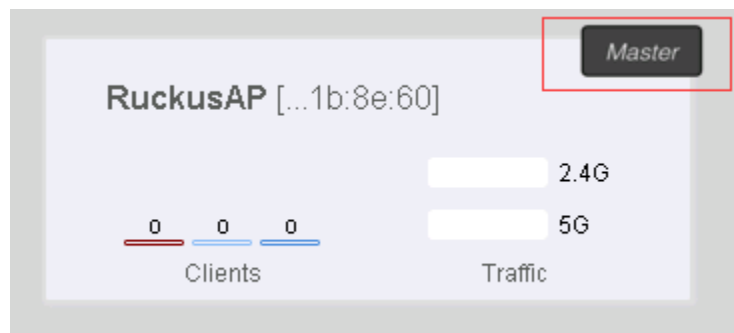 Master
RuckusAP [...1b:8e:60]
2.4G
0 0 0 5G
Clients Traffic